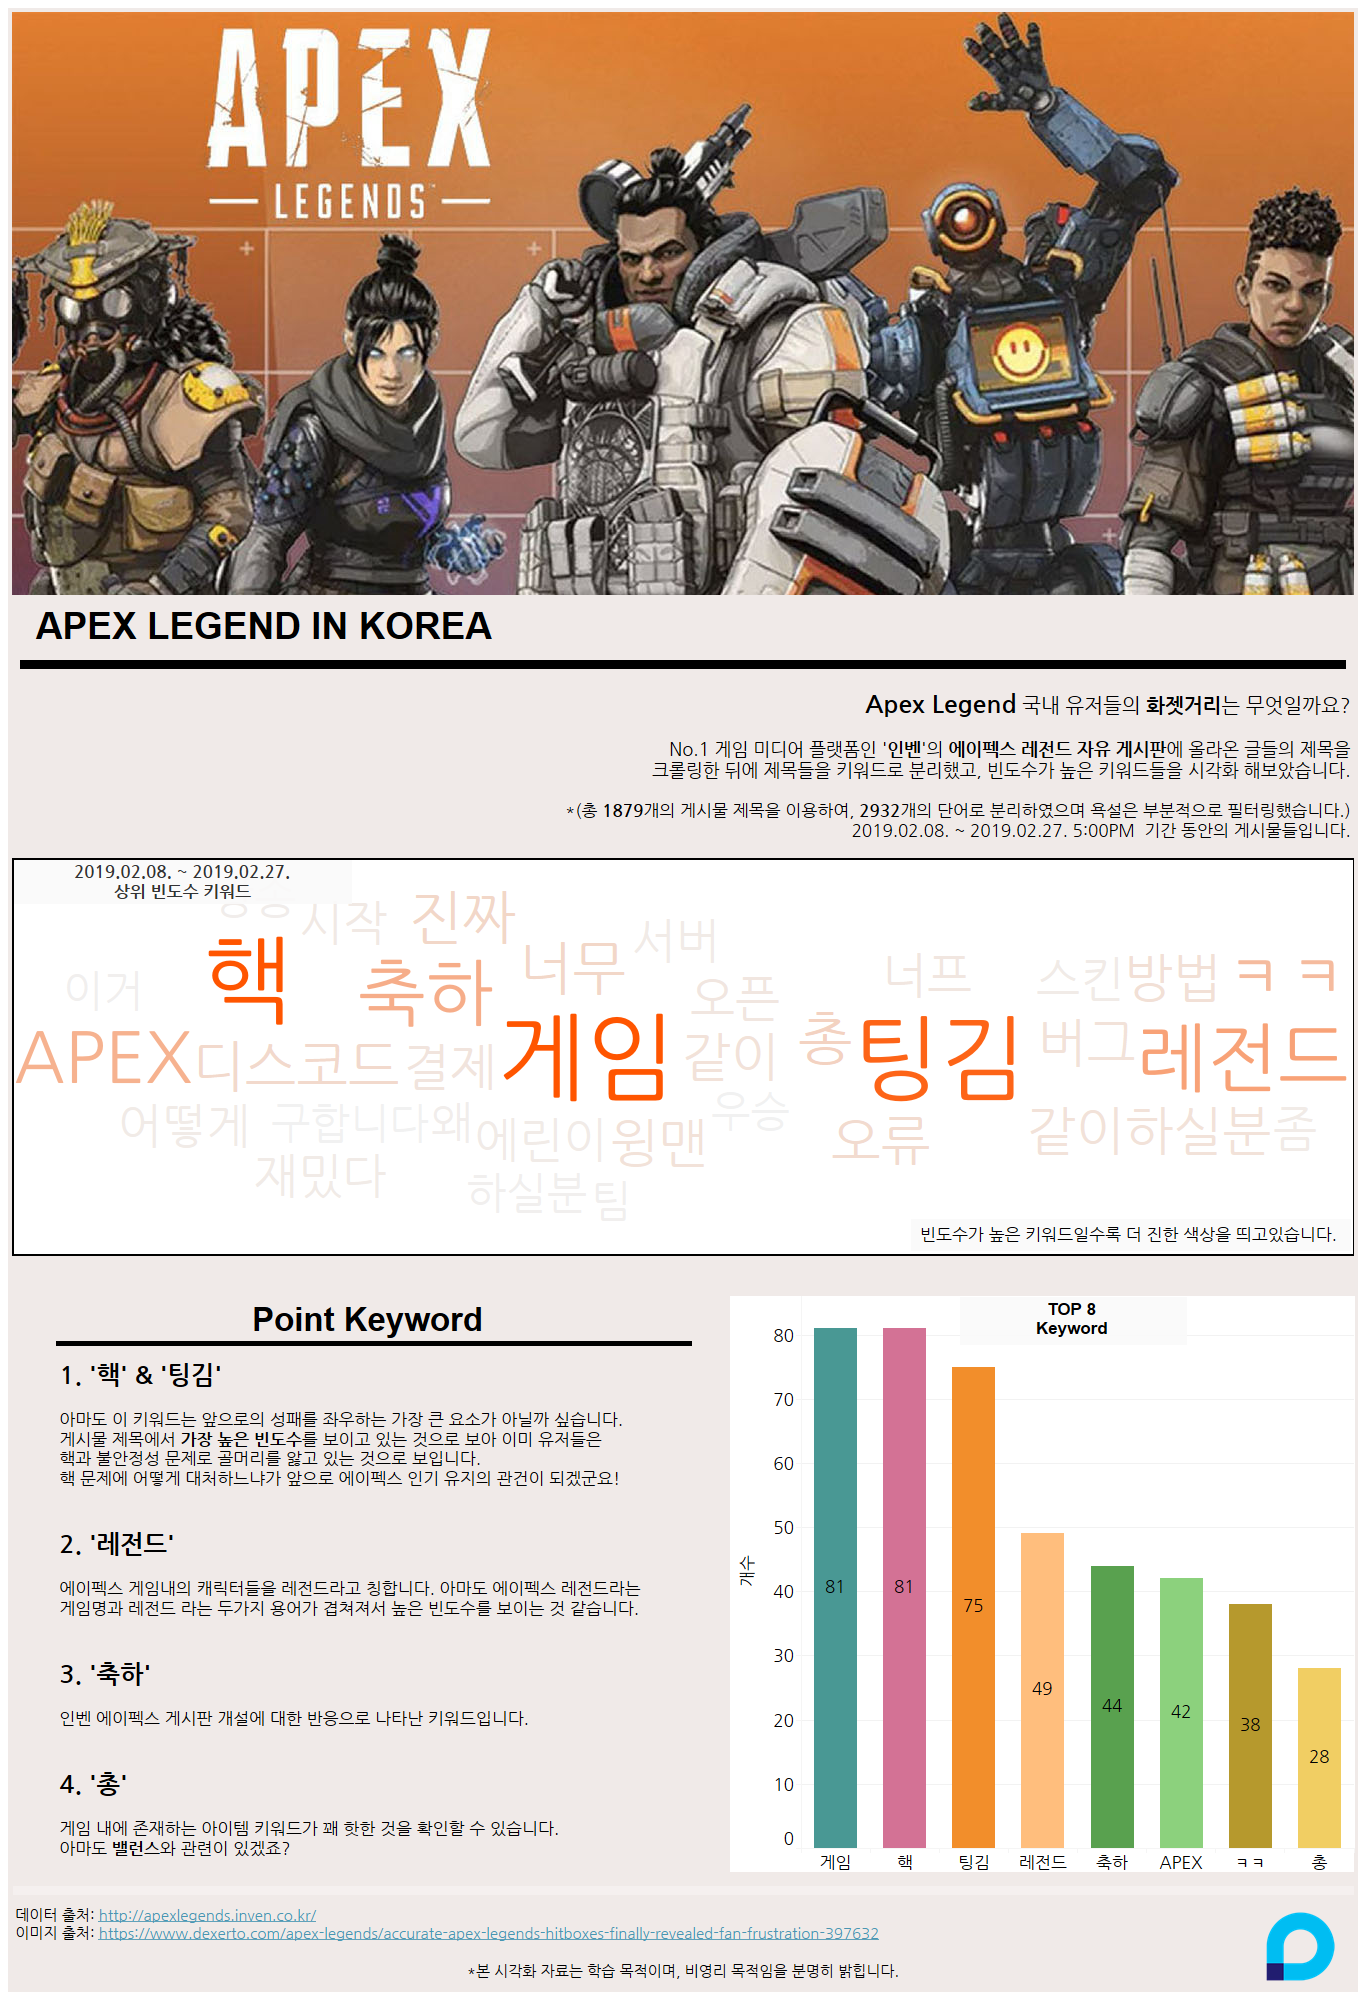 APEX
LEGENDS
APEX LEGEND IN KOREA
Apex Legend 국내 유저들의 화젯거리는 무엇일까요?
No.1 게임 미디어 플랫폼인 '인벤'의 에이펙스 레전드 자유 게시판에 올라온 글들의 제목을
크롤링한 뒤에 제목들을 키워드로 분리했고, 빈도수가 높은 키워드들을 시각화 해보았습니다.
*(총 1879개의 게시물 제목을 이용하여, 2932개의 단어로 분리하였으며 욕설은 부분적으로 필터링했습니다.)
2019.02.08. ~ 2019.02.27. 5:00PM 기간 동안의 게시물들입니다.
2019.02.08. ~ 2019.02.27.
상위 빈도수 키워드
시작 진짜
핵 축하 너무 서버
이거 오픈 너프 스킨 방법 ㅋㅋ
APEX 디스코드 결제 게임 같이 총 팅김 버그 레전드
어떻게 구합니다 왜 에린이 윙맨 우승 오류 같이하실분 좀
재밌다 하실분 팀
빈도수가 높은 키워드일수록 더 진한 색상을 띄고있습니다.
Point Keyword
1. '핵' & '팅김'
아마도 이 키워드는 앞으로의 성패를 좌우하는 가장 큰 요소가 아닐까 싶습니다.
게시물 제목에서 가장 높은 빈도수를 보이고 있는 것으로 보아 이미 유저들은
핵과 불안정성 문제로 골머리를 앓고 있는 것으로 보입니다.
핵 문제에 어떻게 대처하느냐가 앞으로 에이펙스 인기 유지의 관건이 되겠군요!
2. '레전드'
에이펙스 게임내의 캐릭터들을 레전드라고 칭합니다. 아마도 에이펙스 레전드라는
게임명과 레전드 라는 두가지 용어가 겹쳐져서 높은 빈도수를 보이는 것 같습니다.
3. '축하'
인벤 에이펙스 게시판 개설에 대한 반응으로 나타난 키워드입니다.
4. '총'
게임 내에 존재하는 아이템 키워드가 꽤 핫한 것을 확인할 수 있습니다.
아마도 밸런스와 관련이 있겠죠?
TOP 8
Keyword
개수
80
70
60
50
40
30
20
10
0
81 81 75 49 44 42 38 28
게임 핵 팅김 레전드 축하 APEX ㅋㅋ 총
데이터 출처: http://apexlegends.inven.co.kr/
이미지 출처: https://www.dexerto.com/apex-legends/accurate-apex-legends-hitboxes-finally-revealed-fan-frustration-397632
*본 시각화 자료는 학습 목적이며, 비영리 목적임을 분명히 밝힙니다.